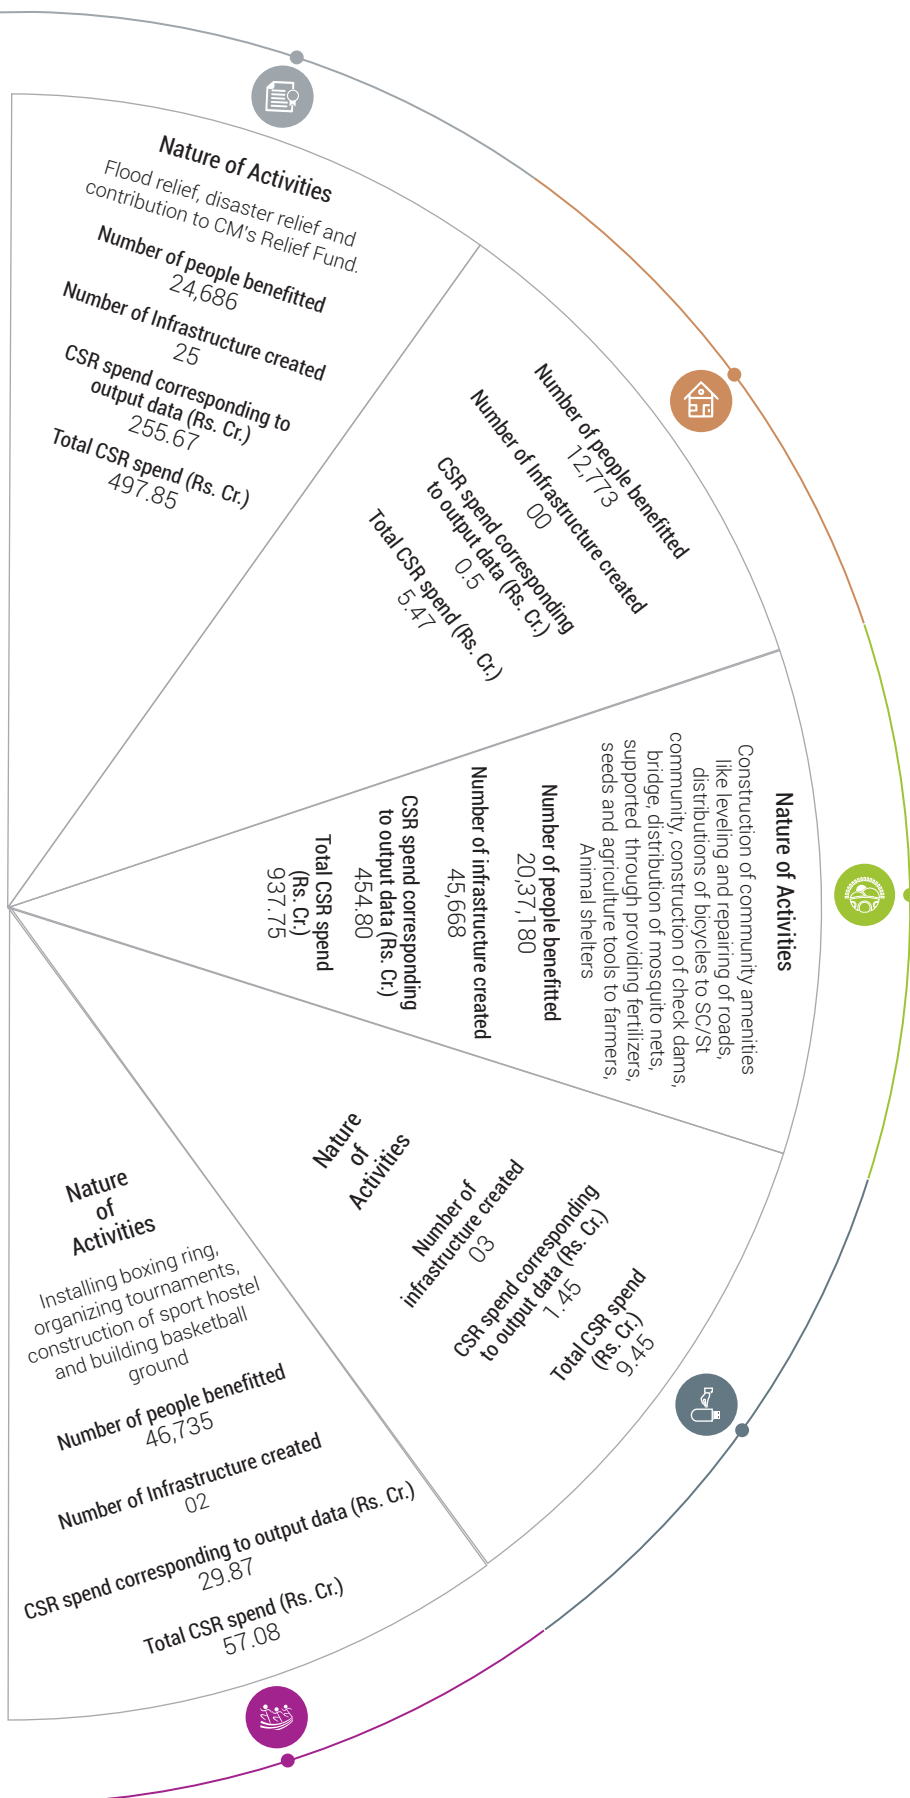 Nature of Activities
Flood relief, disaster relief and
contribution to CM's Relief Fund.
Number of people benefitted
24,686
Number of Infrastructure created
25
CSR spend corresponding to
output data (Rs. Cr.)
255.67
Total CSR spend (Rs. Cr.)
497.85
Number of people benefitted
12,773
Number of Infrastructure created
00
CSR spend corresponding
to output data (Rs. Cr.)
0.5
Total CSR spend (Rs. Cr.)
5.47
Nature of Activities
Construction of community amenities
like leveling and repairing of roads,
distributions of bicycles to SC/St
community, construction of check dams,
bridge, distribution of mosquito nets,
supported through providing fertilizers,
seeds and agriculture tools to farmers,
Animal shelters
Number of people benefitted
20,37,180
Number of infrastructure created
45,668
CSR spend corresponding
to output data (Rs. Cr.)
454.80
Total CSR spend
(Rs. Cr.)
937.75
Nature
of
Activities
Number of
infrastructure created
03
CSR spend corresponding
to output data (Rs. Cr.)
1.45
Total CSR spend
(Rs. Cr.)
9.45
Nature
of
Activities
Installing boxing ring,
organizing tournaments,
construction of sport hostel
and building basketball
ground
Number of people benefitted
46,735
Number of Infrastructure created
02
CSR spend corresponding to output data (Rs. Cr.)
29.87
Total CSR spend (Rs. Cr.)
57.08